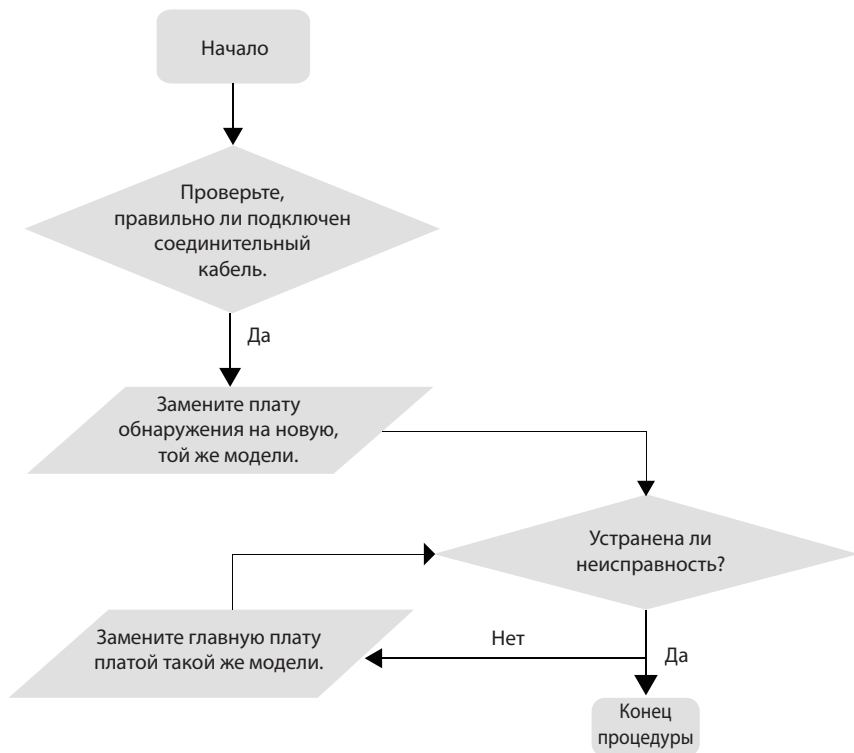 Начало
Проверьте,
правильно ли подключен
соединительный
кабель.
Да
Замените плату
обнаружения на новую,
той же модели.
Устранена ли
неисправность?
Замените главную плату
платой такой же модели.
Нет
Да
Конец
процедуры